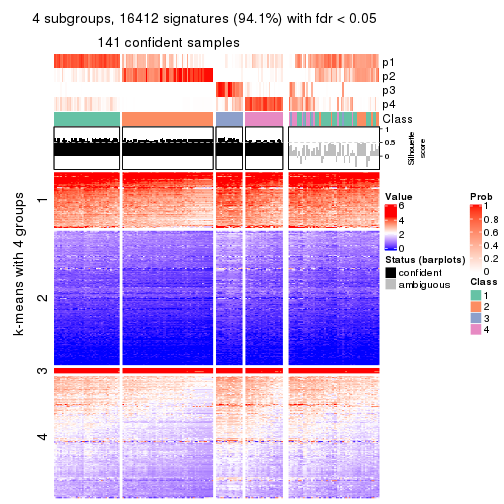 4 subgroups, 16412 signatures (94.1%) with fdr < 0.05
141 confident samples
p1
p2
p3
p4
Class
1
0.5
0
Silhouette
score
k-means with 4 groups
1
2
3
4
Value
6
4
2
0
Status (barplots)
confident
ambiguous
Prob
1
0.8
0.6
0.4
0.2
0
Class
1
2
3
4